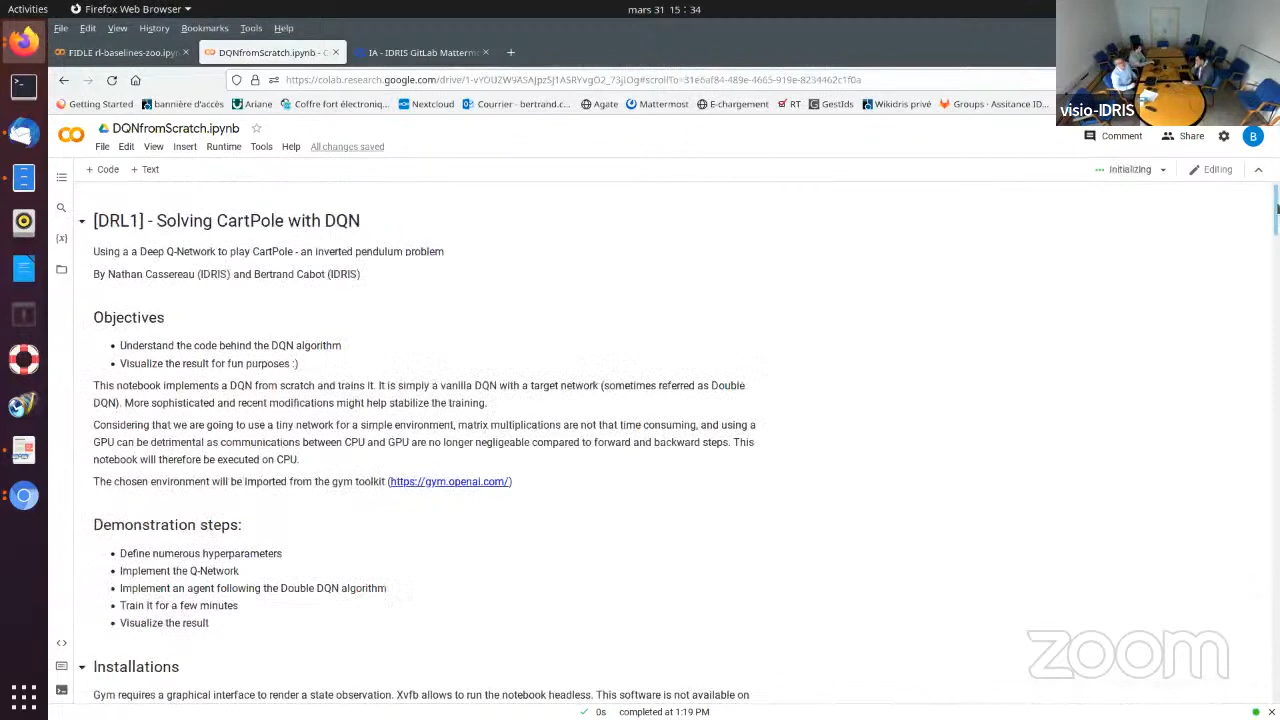 Activities
Firefox Web Browser
mars 31 15 : 34
File Edit View History Bookmarks Tools Help
FIDLE rl-baselines-zoo.ipyn
DQNfromScratch.ipynb - C
IA - IDRIS GitLab Matterm
Getting Started
bannière d'accès
Ariane
Coffre fort électroniq...
Nextcloud
Courrier - bertrand.c...
Agate
Mattermost
E-chargement
RT
GestIds
Wikidris privé
Groups - Assitance ID
visio-IDRIS
DQNfromScratch.ipynb
File Edit View Insert Runtime Tools Help All changes saved
Comment
Share
B
+ Code + Text
Initializing
Editing
[DRL1] - Solving CartPole with DQN
Using a a Deep Q-Network to play CartPole - an inverted pendulum problem
By Nathan Cassereau (IDRIS) and Bertrand Cabot (IDRIS)
Objectives
• Understand the code behind the DQN algorithm
• Visualize the result for fun purposes :)
This notebook implements a DQN from scratch and trains it. It is simply a vanilla DQN with a target network (sometimes referred as Double
DQN). More sophisticated and recent modifications might help stabilize the training.
Considering that we are going to use a tiny network for a simple environment, matrix multiplications are not that time consuming, and using a
GPU can be detrimental as communications between CPU and GPU are no longer negligeable compared to forward and backward steps. This
notebook will therefore be executed on CPU.
The chosen environment will be imported from the gym toolkit (https://gym.openai.com/)
Demonstration steps:
• Define numerous hyperparameters
• Implement the Q-Network
• Implement an agent following the Double DQN algorithm
• Train it for a few minutes
• Visualize the result
zoom
Installations
Gym requires a graphical interface to render a state observation. Xvfb allows to run the notebook headless. This software is not available on
0s completed at 1:19 PM